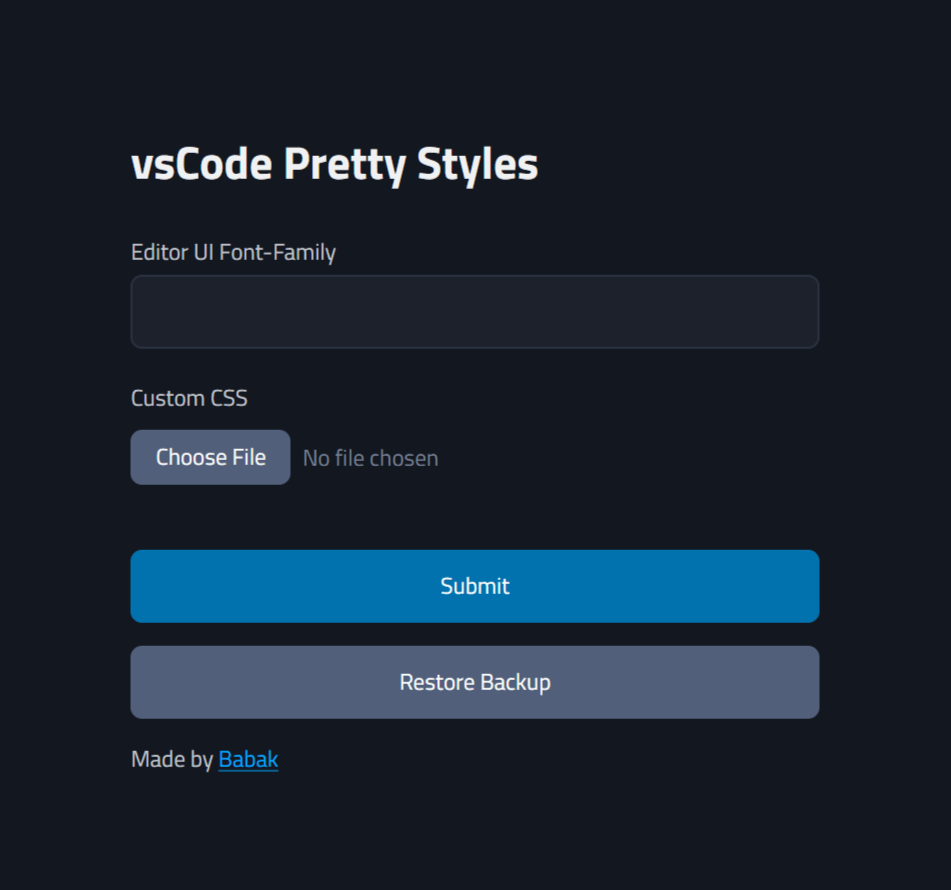 vsCode Pretty Styles
Editor UI Font-Family
Custom CSS
Choose File No file chosen
Submit
Restore Backup
Made by Babak